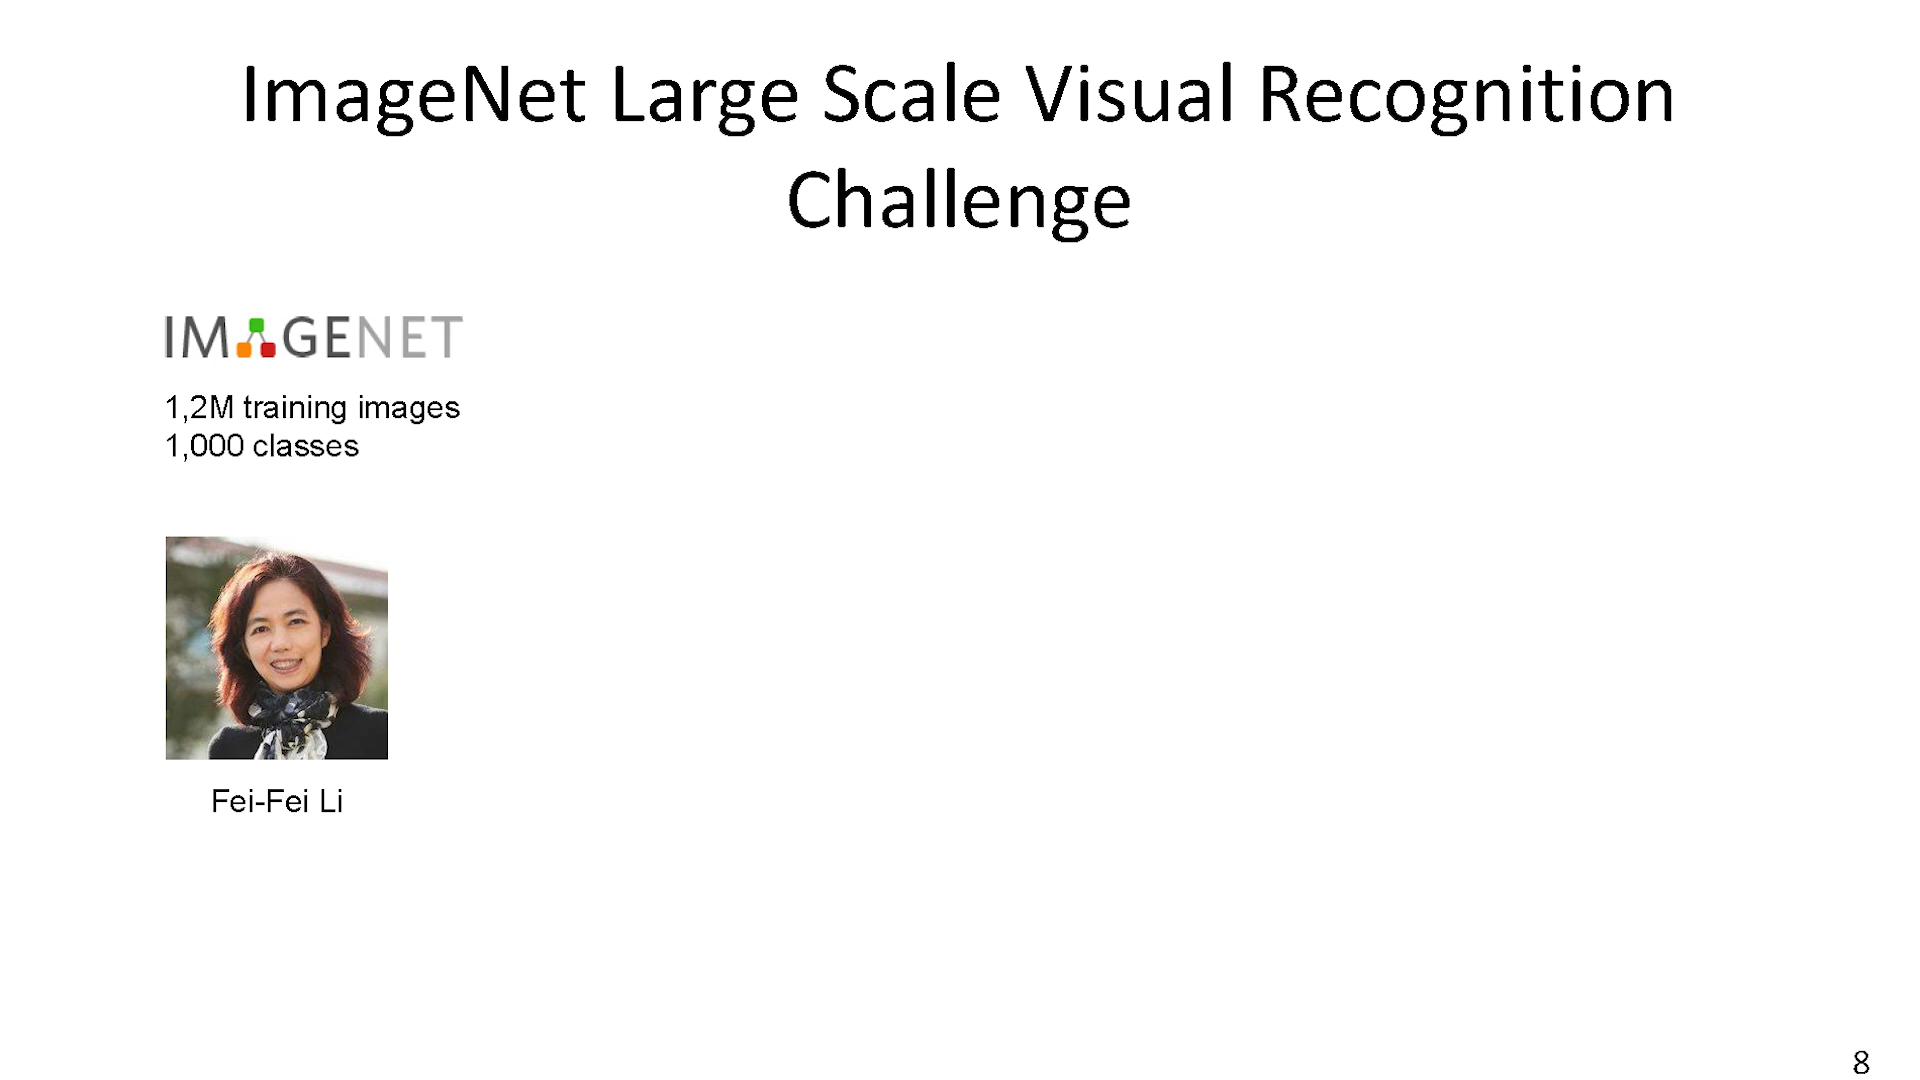 ImageNet Large Scale Visual Recognition
Challenge
IMAGENET
1,2M training images
1,000 classes
Fei-Fei Li
8